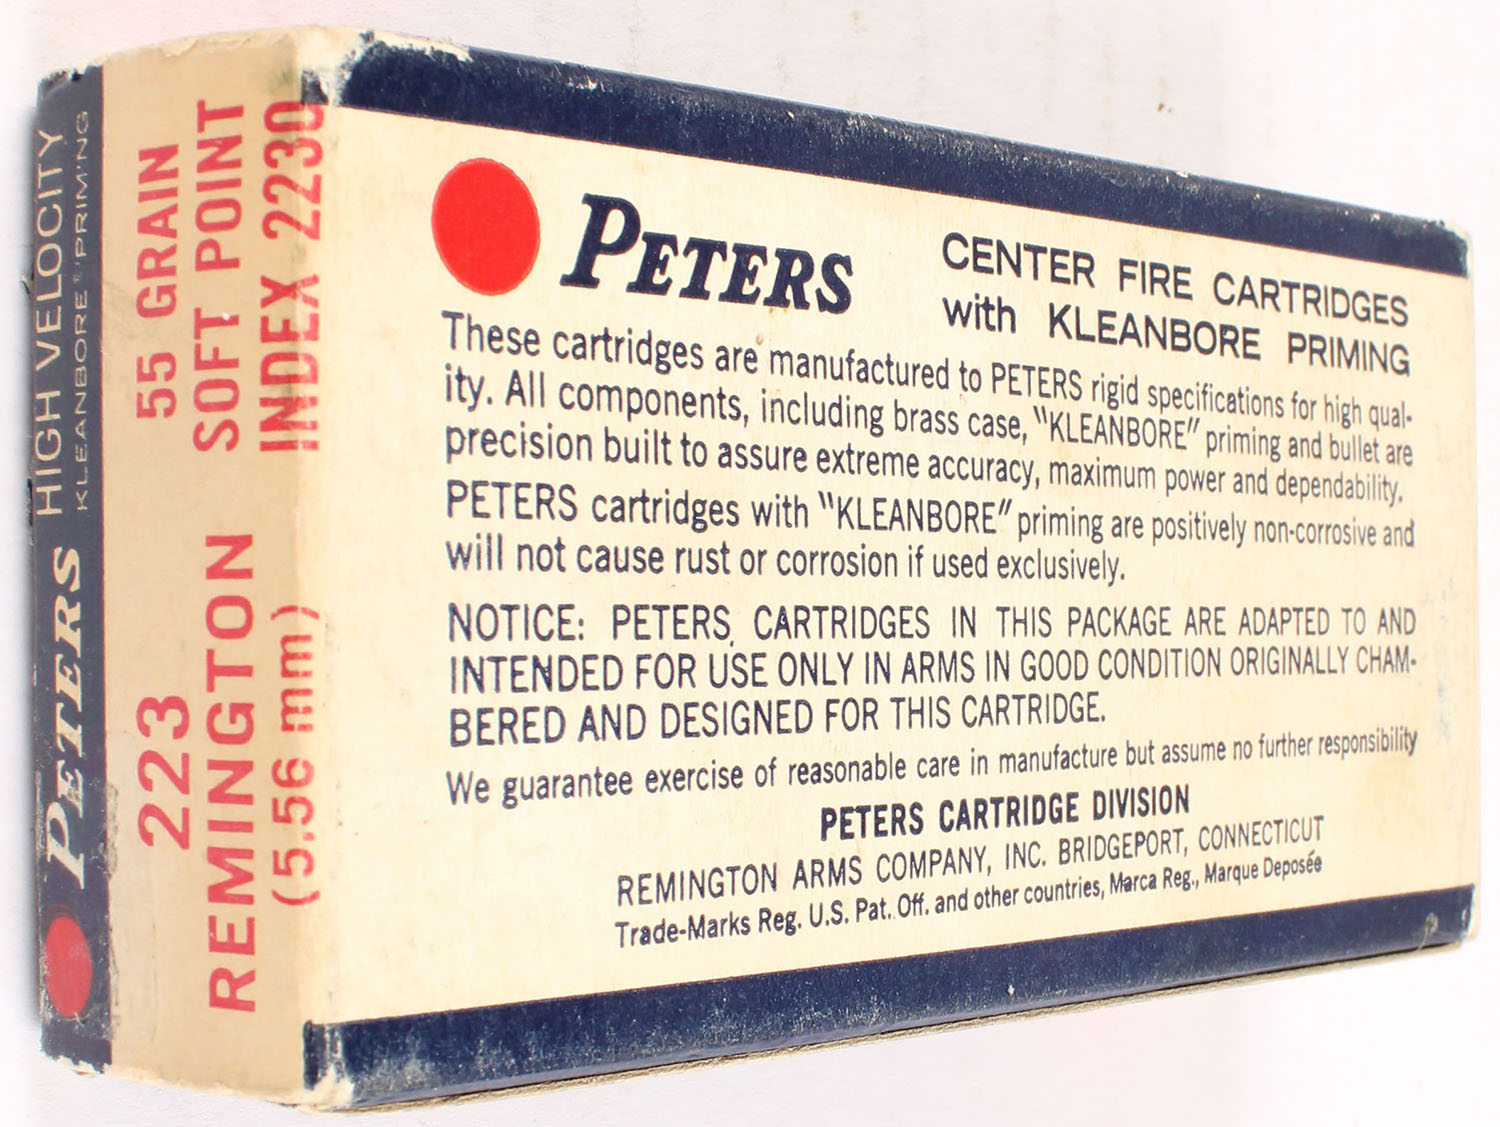 PETERS HIGH VELOCITY
KLEANBORE PRIMING
223 55 GRAIN
REMINGTON SOFT POINT
(5.56 mm) INDEX 2230
PETERS
CENTER FIRE CARTRIDGES
with KLEANBORE PRIMING
These cartridges are manufactured to PETERS rigid specifications for high qual-
ity. All components, including brass case, "KLEANBORE" priming and bullet are
precision built to assure extreme accuracy, maximum power and dependability.
PETERS cartridges with "KLEANBORE" priming are positively non-corrosive and
will not cause rust or corrosion if used exclusively.
NOTICE: PETERS CARTRIDGES IN THIS PACKAGE ARE ADAPTED TO AND
INTENDED FOR USE ONLY IN ARMS IN GOOD CONDITION ORIGINALLY CHAM-
BERED AND DESIGNED FOR THIS CARTRIDGE.
We guarantee exercise of reasonable care in manufacture but assume no further responsibility
PETERS CARTRIDGE DIVISION
REMINGTON ARMS COMPANY, INC. BRIDGEPORT, CONNECTICUT
Trade-Marks Reg. U.S. Pat. Off. and other countries, Marca Reg., Marque Deposée